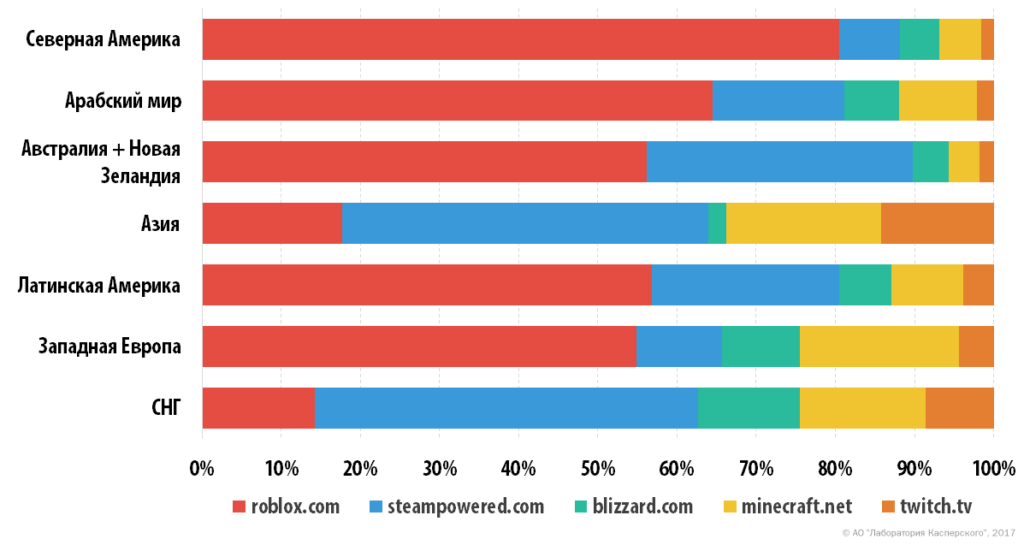 Северная Америка
Арабский мир
Австралия + Новая
Зеландия
Азия
Латинская Америка
Западная Европа
СНГ
0% 10% 20% 30% 40% 50% 60% 70% 80% 90% 100%
roblox.com steampowered.com blizzard.com minecraft.net twitch.tv
© АО "Лаборатория Касперского", 2017